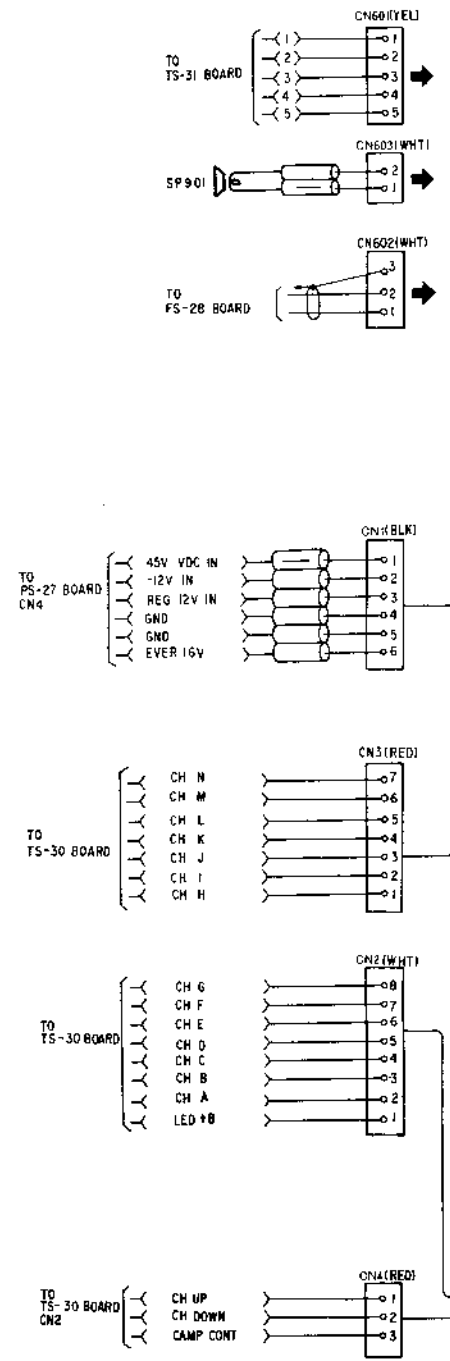 CN601(YEL)
TO
TS-31 BOARD
1 1
2 2
3 3
4 4
5 5
CN603(WHT)
SP901
2
1
CN602(WHT)
3
TO
FS-28 BOARD
2
1
CN1(BLK)
TO
PS-27 BOARD
CN4
45V VDC IN 1
-12V IN 2
REG 12V IN 3
GND 4
GND 5
EVER 16V 6
CN3(RED)
TO
TS-30 BOARD
CH N 7
CH M 6
CH L 5
CH K 4
CH J 3
CH I 2
CH H 1
CN2(WHT)
TO
TS-30 BOARD
CH G 8
CH F 7
CH E 6
CH D 5
CH C 4
CH B 3
CH A 2
LED +B 1
CN4(RED)
TO
TS-30 BOARD
CN2
CH UP 1
CH DOWN 2
CAMP CONT 3